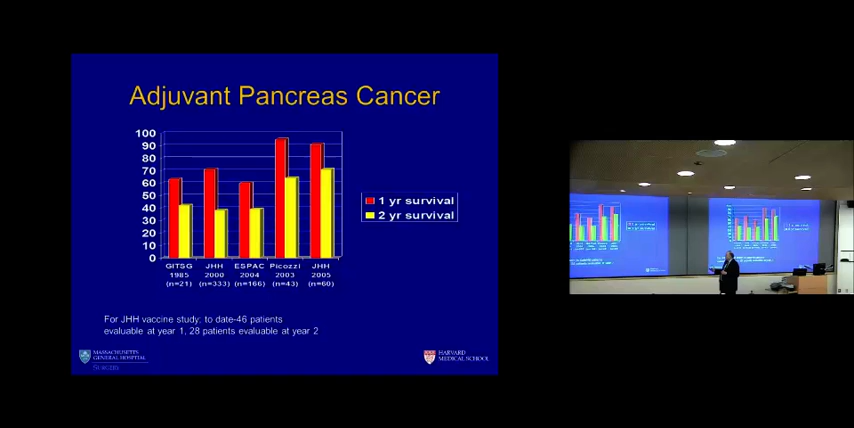 Adjuvant Pancreas Cancer
100
90
80
70
60
50
40
30
20
10
0
GITSG JHH ESPAC Picozzi JHH
1985 2000 2004 2003 2005
(n=21) (n=333) (n=166) (n=43) (n=60)
1 yr survival
2 yr survival
For JHH vaccine study: to date-46 patients
evaluable at year 1, 28 patients evaluable at year 2
MASSACHUSETTS
GENERAL HOSPITAL
SURGERY
HARVARD
MEDICAL SCHOOL